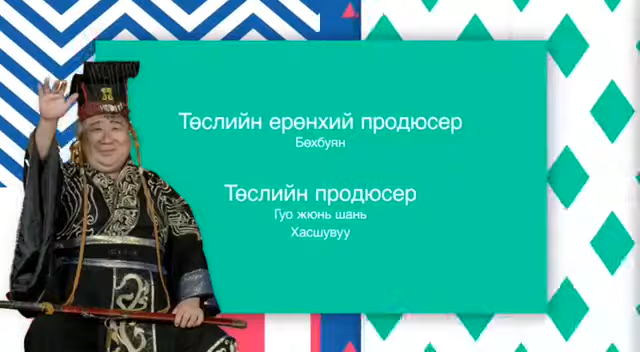 Төслийн ерөнхий продюсер
Бөхбуян
Төслийн продюсер
Гуо жюнь шань
Хасшувуу